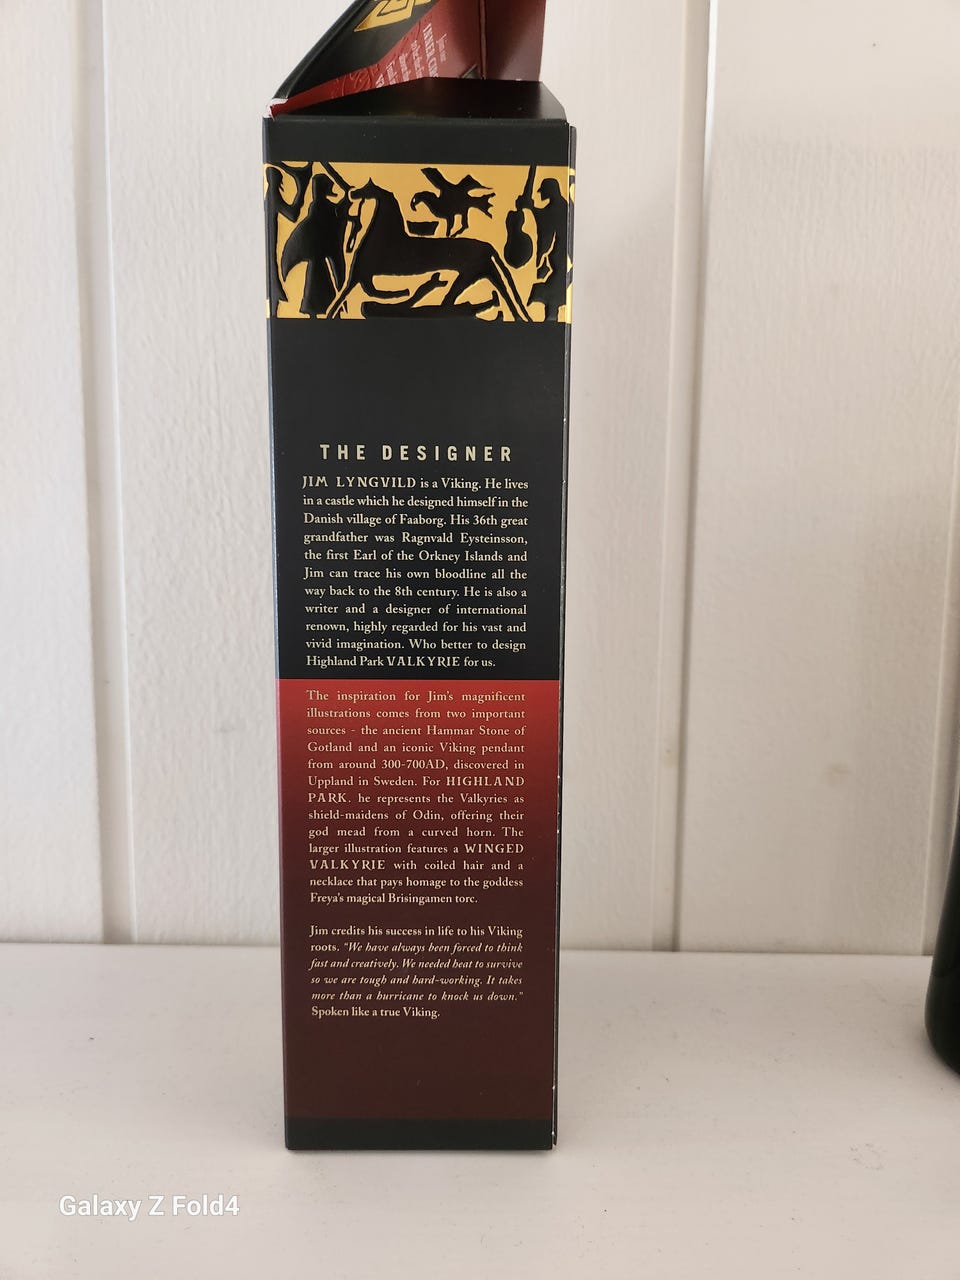 Join our
INNER CIR
THE DESIGNER
JIM LYNGVILD is a Viking. He lives
in a castle which he designed himself in the
Danish village of Faaborg. His 36th great
grandfather was Ragnvald Eysteinsson,
the first Earl of the Orkney Islands and
Jim can trace his own bloodline all the
way back to the 8th century. He is also a
writer and a designer of international
renown, highly regarded for his vast and
vivid imagination. Who better to design
Highland Park VALKYRIE for us.
The inspiration for Jim's magnificent
illustrations comes from two important
sources - the ancient Hammar Stone of
Gotland and an iconic Viking pendant
from around 300-700AD, discovered in
Uppland in Sweden. For HIGHLAND
PARK, he represents the Valkyries as
shield-maidens of Odin, offering their
god mead from a curved horn. The
larger illustration features a WINGED
VALKYRIE with coiled hair and a
necklace that pays homage to the goddess
Freya's magical Brisingamen torc.
Jim credits his success in life to his Viking
roots. "We have always been forced to think
fast and creatively. We needed heat to survive
so we are tough and hard-working. It takes
more than a hurricane to knock us down."
Spoken like a true Viking.
Galaxy Z Fold4